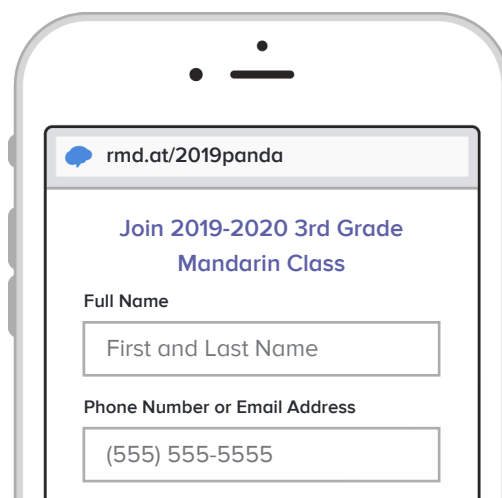 rmd.at/2019panda
Join 2019-2020 3rd Grade
Mandarin Class
Full Name
First and Last Name
Phone Number or Email Address
(555) 555-5555